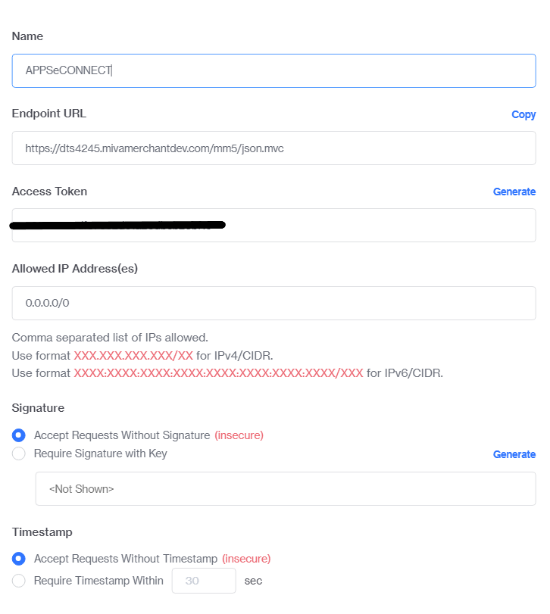 Name
APPSeCONNECT
Endpoint URL Copy
https://dts4245.mivamerchantdev.com/mm5/json.mvc
Access Token Generate
Allowed IP Address(es)
0.0.0.0/0
Comma separated list of IPs allowed.
Use format XXX.XXX.XXX.XXX/XX for IPv4/CIDR.
Use format XXXX:XXXX:XXXX:XXXX:XXXX:XXXX:XXXX:XXXX/XXX for IPv6/CIDR.
Signature
Accept Requests Without Signature (insecure)
Require Signature with Key Generate
<Not Shown>
Timestamp
Accept Requests Without Timestamp (insecure)
Require Timestamp Within 30 sec